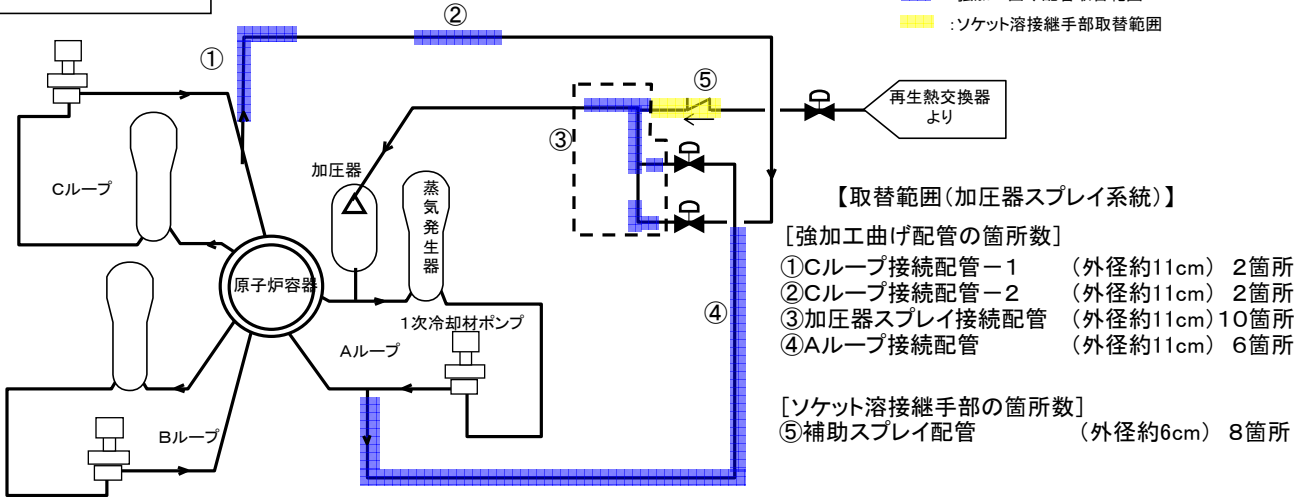 ②
:ソケット溶接継手部取替範囲
①
⑤
再生熱交換器
より
③
加圧器
Cループ
蒸気発生器
【取替範囲(加圧器スプレイ系統)】
[強加工曲げ配管の箇所数]
①Cループ接続配管-1 (外径約11cm) 2箇所
②Cループ接続配管-2 (外径約11cm) 2箇所
③加圧器スプレイ接続配管 (外径約11cm)10箇所
④Aループ接続配管 (外径約11cm) 6箇所
原子炉容器
④
1次冷却材ポンプ
Aループ
[ソケット溶接継手部の箇所数]
⑤補助スプレイ配管 (外径約6cm) 8箇所
Bループ